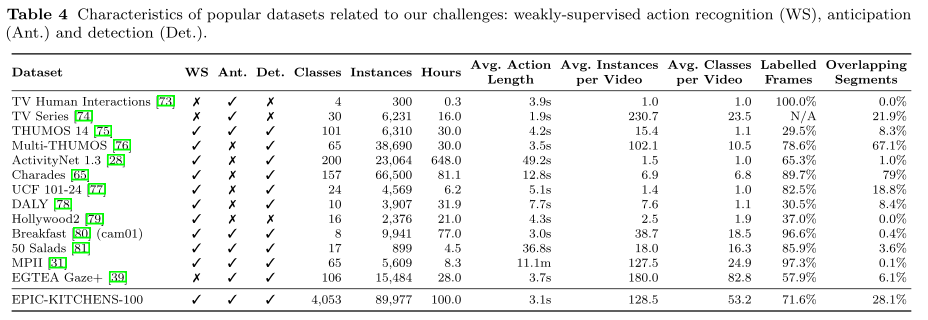 Table 4 Characteristics of popular datasets related to our challenges: weakly-supervised action recognition (WS), anticipation
(Ant.) and detection (Det.).
Dataset WS Ant. Det. Classes Instances Hours Avg. Action Length Avg. Instances per Video Avg. Classes per Video Labelled Frames Overlapping Segments
TV Human Interactions [73] ✗ ✓ ✗ 4 300 0.3 3.9s 1.0 1.0 100.0% 0.0%
TV Series [74] ✗ ✓ ✗ 30 6,231 16.0 1.9s 230.7 23.5 N/A 21.9%
THUMOS 14 [75] ✓ ✓ ✓ 101 6,310 30.0 4.2s 15.4 1.1 29.5% 8.3%
Multi-THUMOS [76] ✓ ✗ ✓ 65 38,690 30.0 3.5s 102.1 10.5 78.6% 67.1%
ActivityNet 1.3 [28] ✓ ✗ ✓ 200 23,064 648.0 49.2s 1.5 1.0 65.3% 1.0%
Charades [65] ✓ ✗ ✓ 157 66,500 81.1 12.8s 6.9 6.8 89.7% 79%
UCF 101-24 [77] ✓ ✗ ✓ 24 4,569 6.2 5.1s 1.4 1.0 82.5% 18.8%
DALY [78] ✓ ✗ ✓ 10 3,907 31.9 7.7s 7.6 1.1 30.5% 8.4%
Hollywood2 [79] ✓ ✗ ✗ 16 2,376 21.0 4.3s 2.5 1.9 37.0% 0.0%
Breakfast [80] (cam01) ✓ ✓ ✓ 8 9,941 77.0 3.0s 38.7 18.5 96.6% 0.4%
50 Salads [81] ✓ ✓ ✓ 17 899 4.5 36.8s 18.0 16.3 85.9% 3.6%
MPII [31] ✓ ✓ ✓ 65 5,609 8.3 11.1m 127.5 24.9 97.3% 0.1%
EGTEA Gaze+ [39] ✗ ✓ ✓ 106 15,484 28.0 3.7s 180.0 82.8 57.9% 6.1%
EPIC-KITCHENS-100 ✓ ✓ ✓ 4,053 89,977 100.0 3.1s 128.5 53.2 71.6% 28.1%